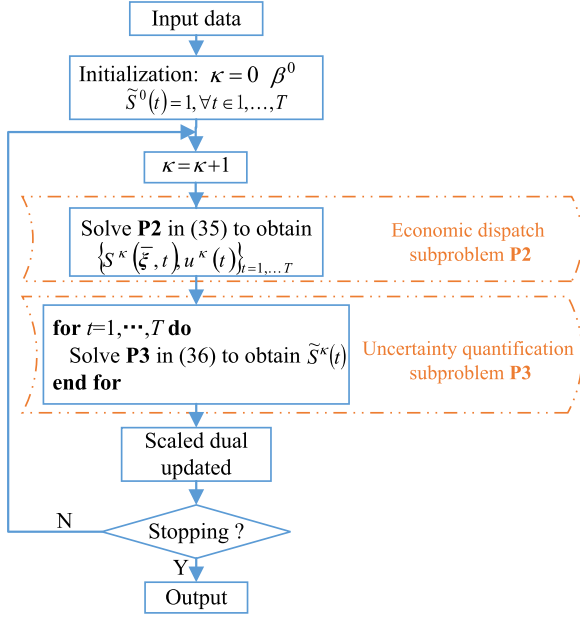 Input data
Initialization: κ = 0 β⁰
S̃⁰(t) = 1, ∀t ∈ 1,…,T
κ = κ+1
Solve P2 in (35) to obtain
{S^κ(ξ̅, t), u^κ(t)}_{t=1,…T}
Economic dispatch
subproblem P2
for t=1,⋯,T do
Solve P3 in (36) to obtain S̃^κ(t)
end for
Uncertainty quantification
subproblem P3
Scaled dual
updated
Stopping ?
N
Y
Output